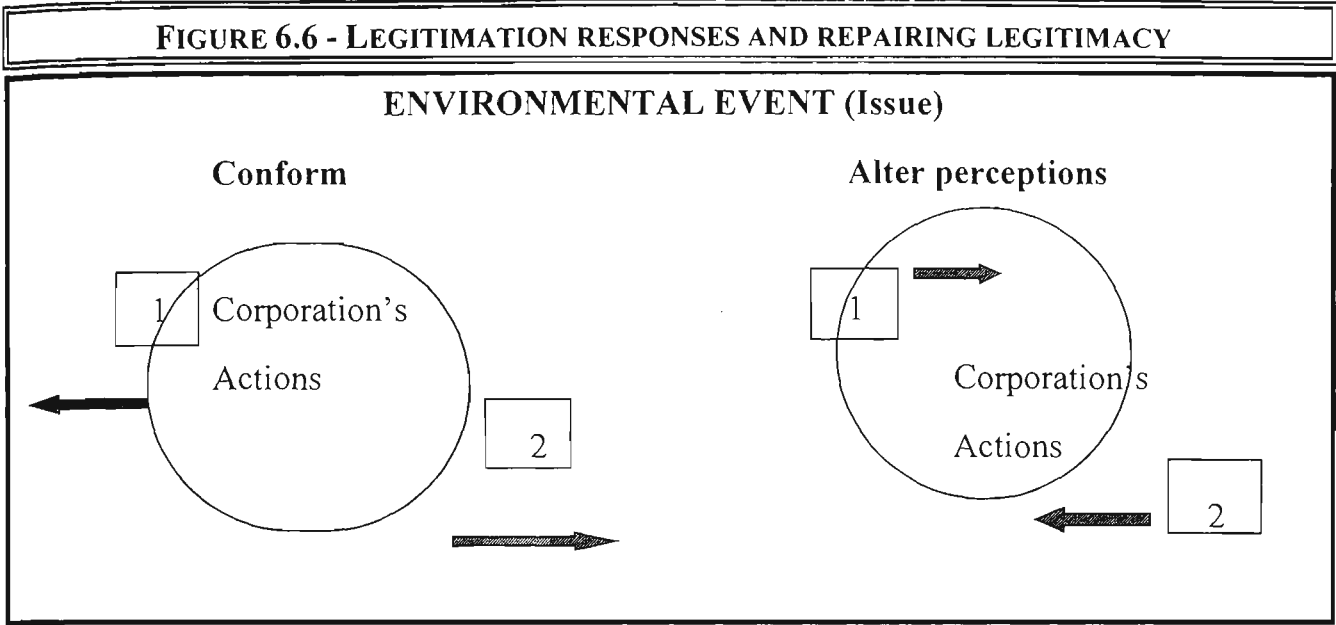 FIGURE 6.6 - LEGITIMATION RESPONSES AND REPAIRING LEGITIMACY
ENVIRONMENTAL EVENT (Issue)
Conform
Alter perceptions
1
Corporation's
Actions
2
1
Corporation's
Actions
2